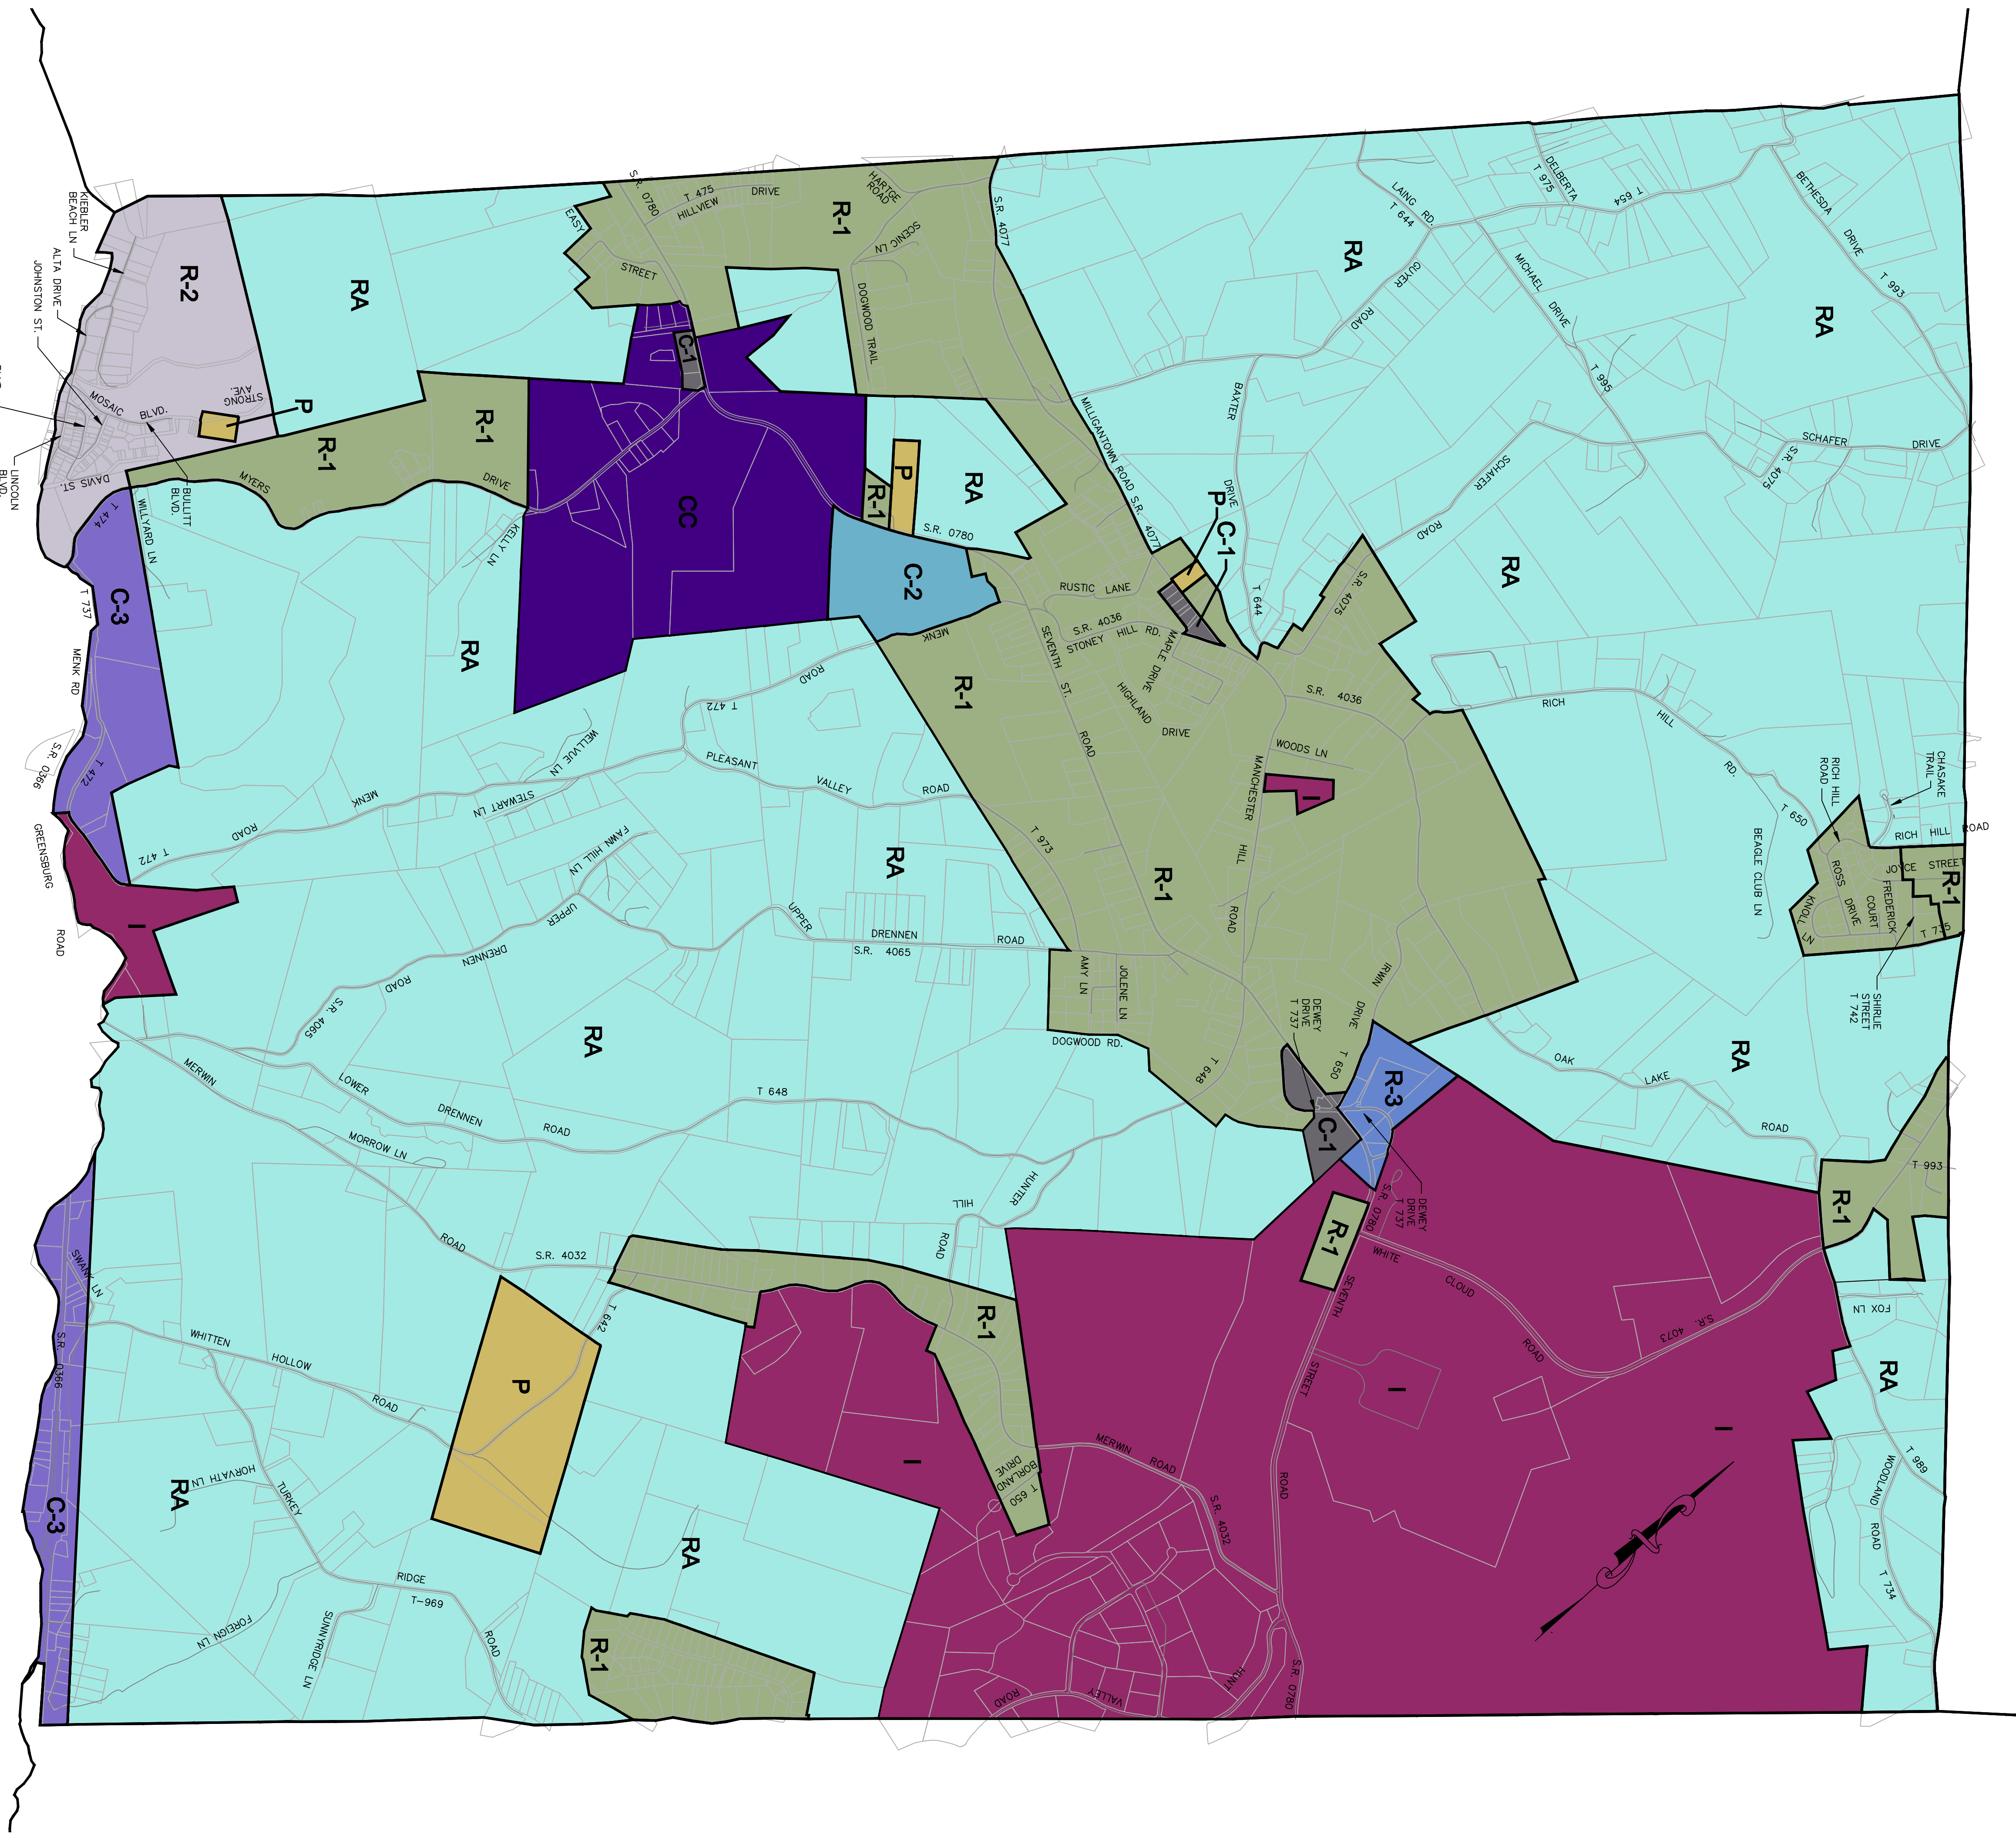 BETHESDA
DRIVE
T 993
RA
DELBERTA
T 975
T 654
LAING RD.
T 644
RA
GUYER
ROAD
MICHAEL
DRIVE
T 995
SCHAFER
DRIVE
S.R. 4075
SCHAFER
ROAD
RA
BAXTER
DRIVE
T 644
S.R. 4077
MILLIGANTOWN ROAD S.R. 4077
HARTGE
ROAD
SCENIC LN
R-1
T 475
HILLVIEW
DRIVE
S.R. 0780
EASY
STREET
DOGWOOD TRAIL
RA
R-2
KIEBLER
BEACH LN
ALTA DRIVE
JOHNSTON ST.
MOSAIC
BLVD.
STRONG
AVE.
P
BULLITT
BLVD.
LINCOLN
BLVD.
DAVIS ST.
R-1
MYERS
DRIVE
R-1
C-1
CC
P
R-1
RA
S.R. 0780
C-2
KELLY LN
WILLYARD LN
T 474
C-3
T 737
MENK RD
T 472
S.R. 0366
RA
P
C-1
RUSTIC LANE
S.R. 4036
STONEY HILL RD.
MAPLE DRIVE
HIGHLAND
DRIVE
SEVENTH
ST.
ROAD
MENK
ROAD
T 472
R-1
S.R. 4075
S.R. 4036
WOODS LN
MANCHESTER
HILL
ROAD
I
R-1
T 973
IRWIN
DRIVE
T 650
RICH
HILL
RD.
T 650
BEAGLE CLUB LN
RICH HILL
ROAD
CHASAKE
TRAIL
RICH HILL ROAD
JOYCE STREET
R-1
ROSS
DRIVE
FREDERICK
COURT
KNOLL LN
T 735
SHIRLIE
STREET
T 742
RA
PLEASANT
VALLEY
ROAD
WELLVUE LN
STEWART LN
MENK
ROAD
T 472
FAWN HILL LN
RA
UPPER
DRENNEN
ROAD
S.R. 4065
UPPER
DRENNEN
ROAD
S.R. 4065
AMY LN
JOLENE LN
DOGWOOD RD.
T 648
GREENSBURG
ROAD
I
RA
MERWIN
LOWER
DRENNEN
ROAD
T 648
MORROW LN
HUNTER
HILL
ROAD
DEWEY
DRIVE
T 737
C-1
R-3
DEWEY
DRIVE
T 737
OAK
LAKE
ROAD
T 993
R-1
FOX LN
RA
T 989
WOODLAND
ROAD
T 734
S.R. 0780
R-1
WHITE
CLOUD
ROAD
S.R. 4073
SEVENTH
STREET
ROAD
I
I
ROAD
S.R. 4032
T 642
P
R-1
BORLAND
DRIVE
T 650
I
MERWIN
ROAD
S.R. 4032
HUNT
VALLEY
ROAD
S.R. 0780
SWANK LN
S.R. 0366
C-3
WHITTEN
HOLLOW
ROAD
HORVATH LN
RA
TURKEY
RIDGE
T-969
ROAD
FOREIGN LN
SUNNYRIDGE LN
RA
R-1